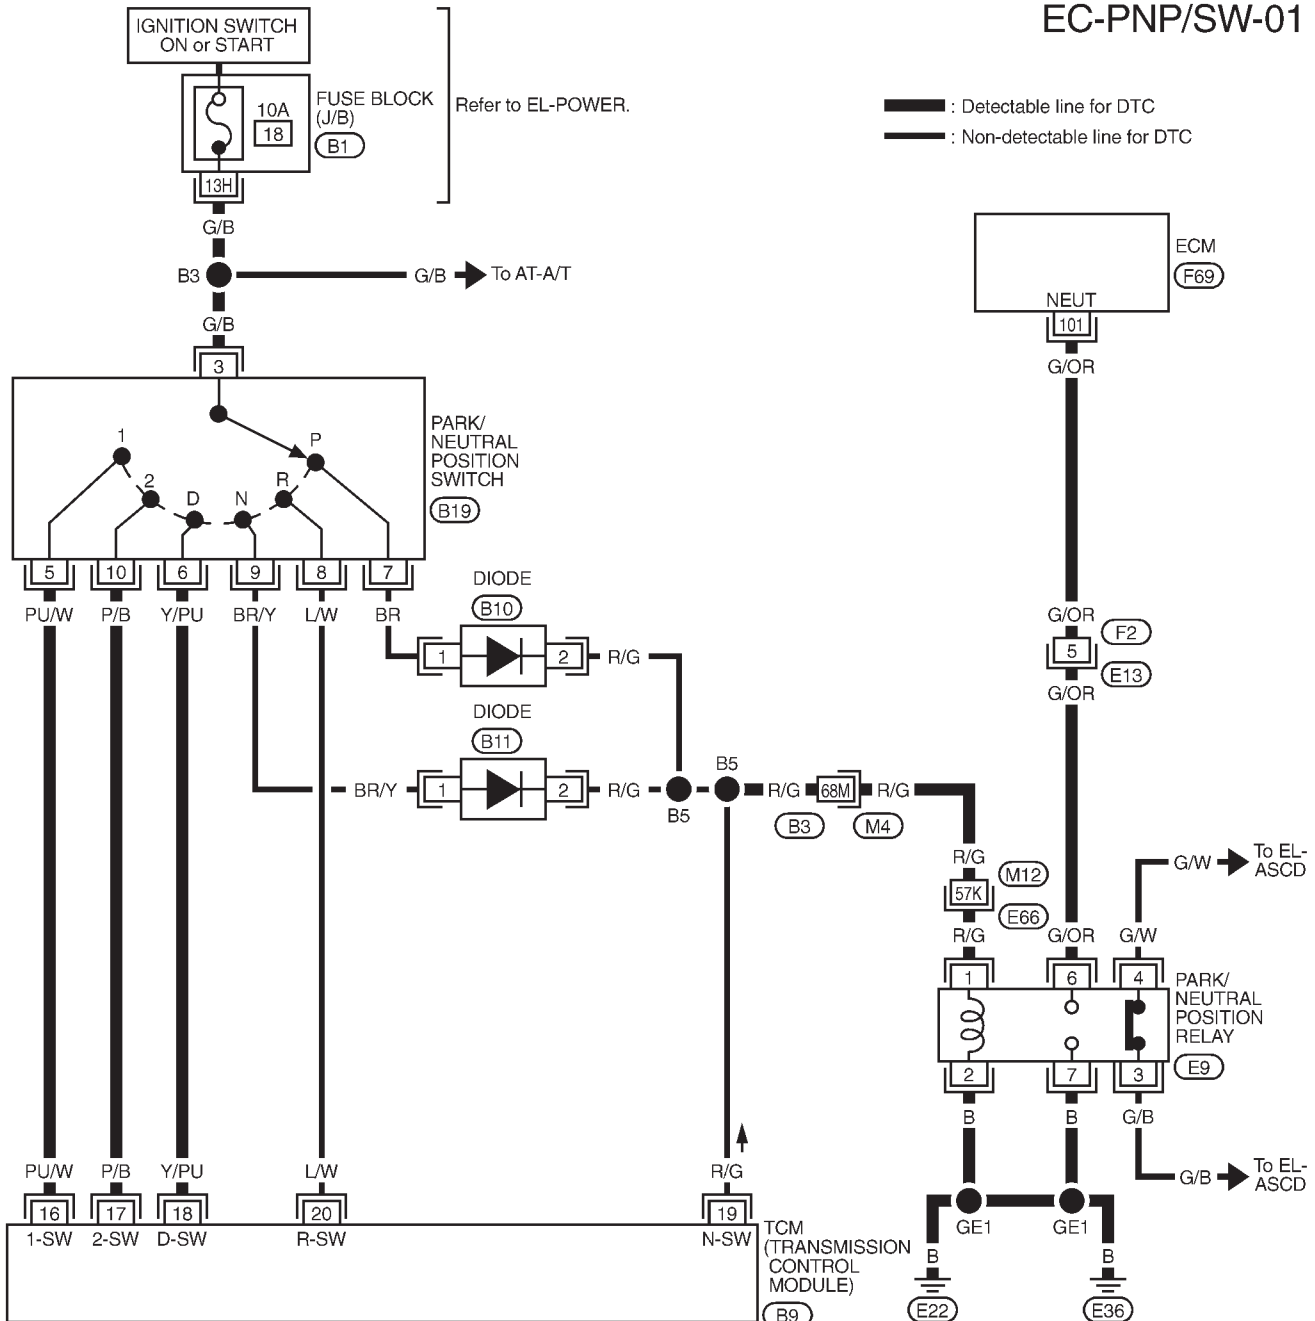 EC-PNP/SW-01
IGNITION SWITCH
ON or START
10A
18
FUSE BLOCK
(J/B)
B1
Refer to EL-POWER.
: Detectable line for DTC
: Non-detectable line for DTC
13H
G/B
B3
G/B
To AT-A/T
G/B
3
ECM
F69
NEUT
101
G/OR
PARK/
NEUTRAL
POSITION
SWITCH
B19
1
2
D
N
R
P
5
10
6
9
8
7
PU/W
P/B
Y/PU
BR/Y
L/W
BR
DIODE
B10
1
2
R/G
DIODE
B11
BR/Y
1
2
R/G
B5
B5
R/G
68M
R/G
B3
M4
G/OR
F2
5
E13
G/OR
R/G
M12
57K
E66
R/G
G/OR
G/W
G/W
To EL-
ASCD
1
6
4
PARK/
NEUTRAL
POSITION
RELAY
E9
2
7
3
B
B
G/B
G/B
To EL-
ASCD
GE1
GE1
B
B
E22
E36
PU/W
P/B
Y/PU
L/W
R/G
16
17
18
20
19
1-SW
2-SW
D-SW
R-SW
N-SW
TCM
(TRANSMISSION
CONTROL
MODULE)
B9